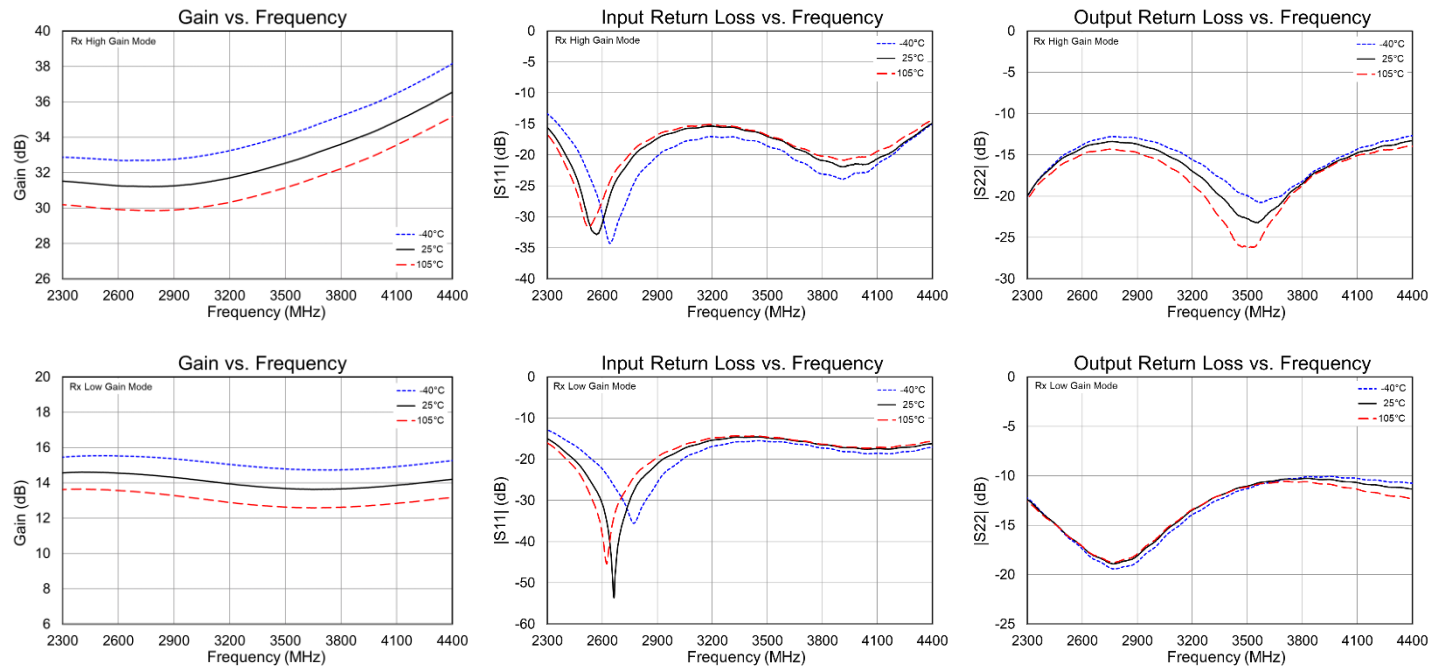 Gain vs. Frequency
Rx High Gain Mode
40
38
36
34
32
30
28
26
Gain (dB)
-40°C
25°C
105°C
2300 2600 2900 3200 3500 3800 4100 4400
Frequency (MHz)
Input Return Loss vs. Frequency
Rx High Gain Mode
-40°C
25°C
105°C
0
-5
-10
-15
-20
-25
-30
-35
-40
|S11| (dB)
2300 2600 2900 3200 3500 3800 4100 4400
Frequency (MHz)
Output Return Loss vs. Frequency
Rx High Gain Mode
-40°C
25°C
105°C
0
-5
-10
-15
-20
-25
-30
|S22| (dB)
2300 2600 2900 3200 3500 3800 4100 4400
Frequency (MHz)
Gain vs. Frequency
Rx Low Gain Mode
-40°C
25°C
105°C
20
18
16
14
12
10
8
6
Gain (dB)
2300 2600 2900 3200 3500 3800 4100 4400
Frequency (MHz)
Input Return Loss vs. Frequency
Rx Low Gain Mode
-40°C
25°C
105°C
0
-10
-20
-30
-40
-50
-60
|S11| (dB)
2300 2600 2900 3200 3500 3800 4100 4400
Frequency (MHz)
Output Return Loss vs. Frequency
Rx Low Gain Mode
-40°C
25°C
105°C
0
-5
-10
-15
-20
-25
|S22| (dB)
2300 2600 2900 3200 3500 3800 4100 4400
Frequency (MHz)